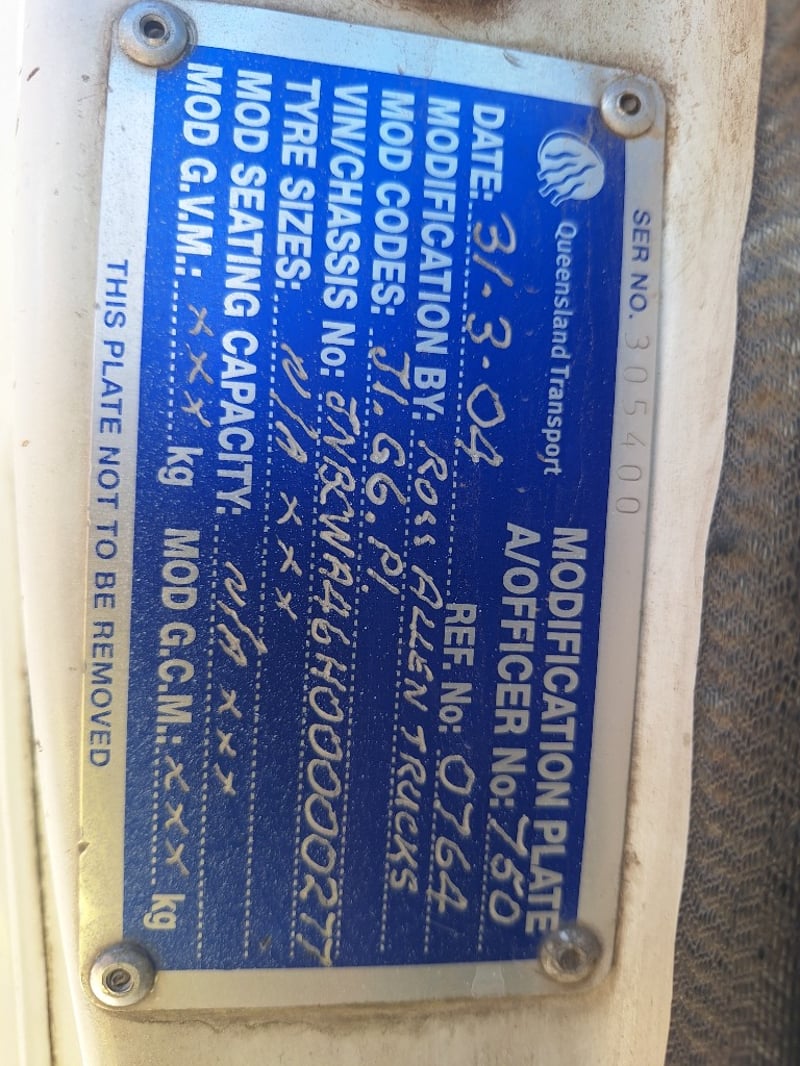 SER NO. 305400
Queensland Transport
MODIFICATION PLATE
A/OFFICER No: 750
DATE: 31.3.04 REF. No: 0764
MODIFICATION BY: ROSS ALLEN TRUCKS
MOD CODES: J1.G6.P1
VIN/CHASSIS No:
TYRE SIZES: N/A XXX
MOD SEATING CAPACITY: N/A XXX
MOD G.V.M.: XXX kg MOD G.C.M.: XXX kg
THIS PLATE NOT TO BE REMOVED